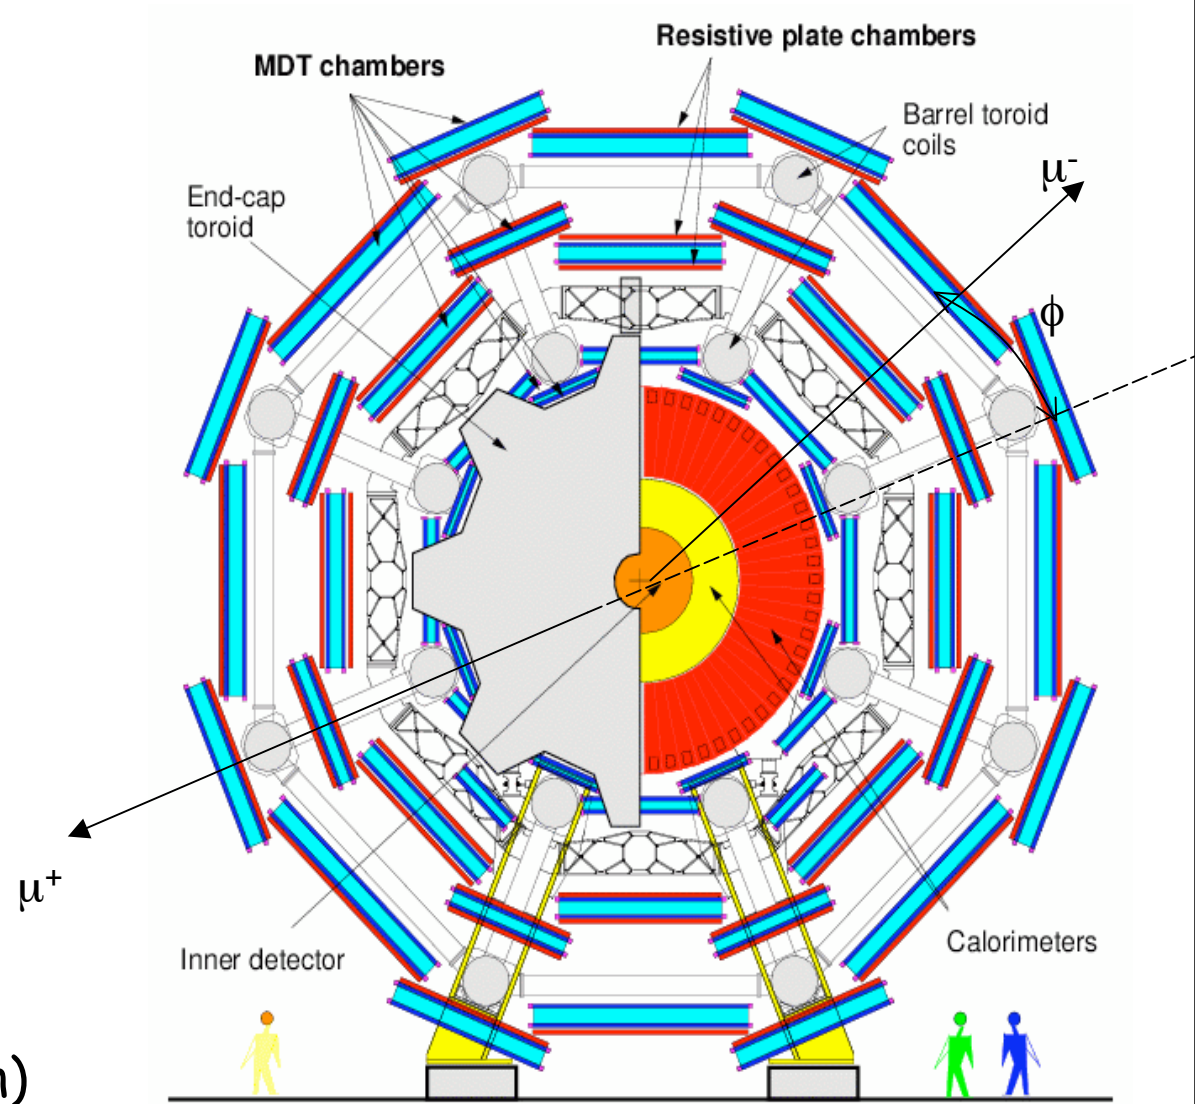 Resistive plate chambers
MDT chambers
Barrel toroid
coils
μ-
End-cap
toroid
ϕ
μ+
Inner detector
Calorimeters
)